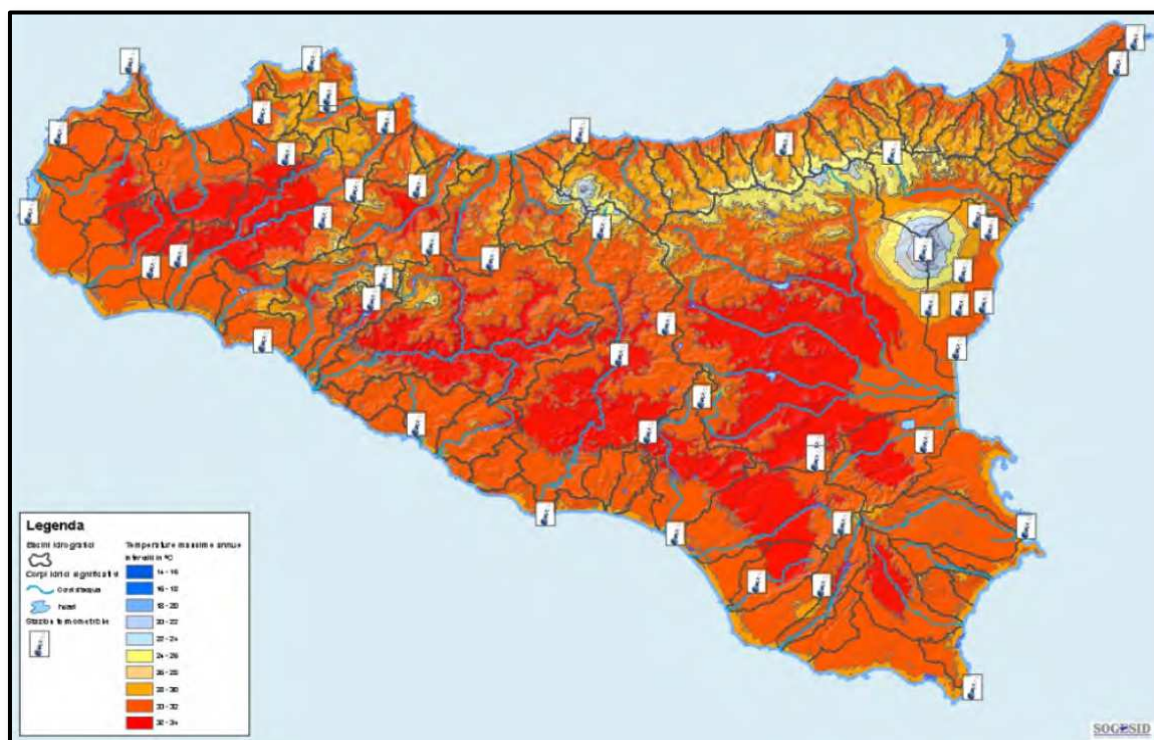 Legenda
Bacini idrografici
Corpi idrici significativi
Corsi d'acqua
Stazioni termometriche
Temperature massime annue
intervalli in °C
14 - 16
16 - 18
18 - 20
20 - 22
22 - 24
24 - 26
26 - 28
28 - 30
30 - 32
32 - 34
SOGESID